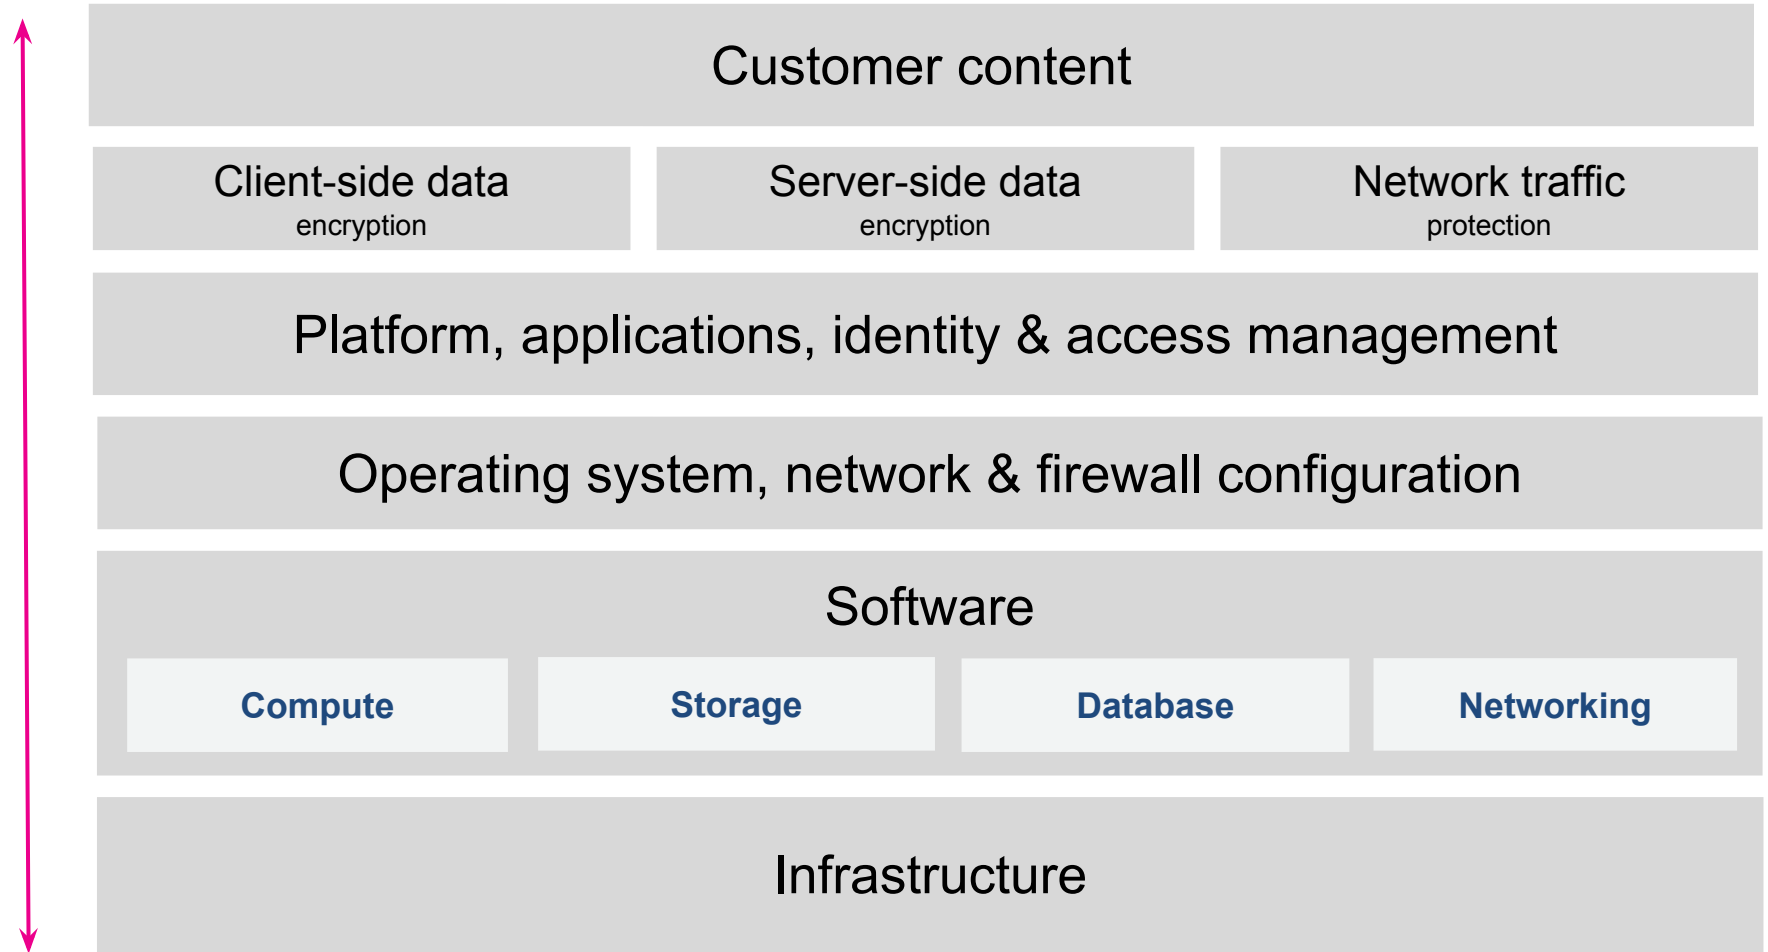 Customer content
Client-side data
encryption
Server-side data
encryption
Network traffic
protection
Platform, applications, identity & access management
Operating system, network & firewall configuration
Software
Compute
Storage
Database
Networking
Infrastructure